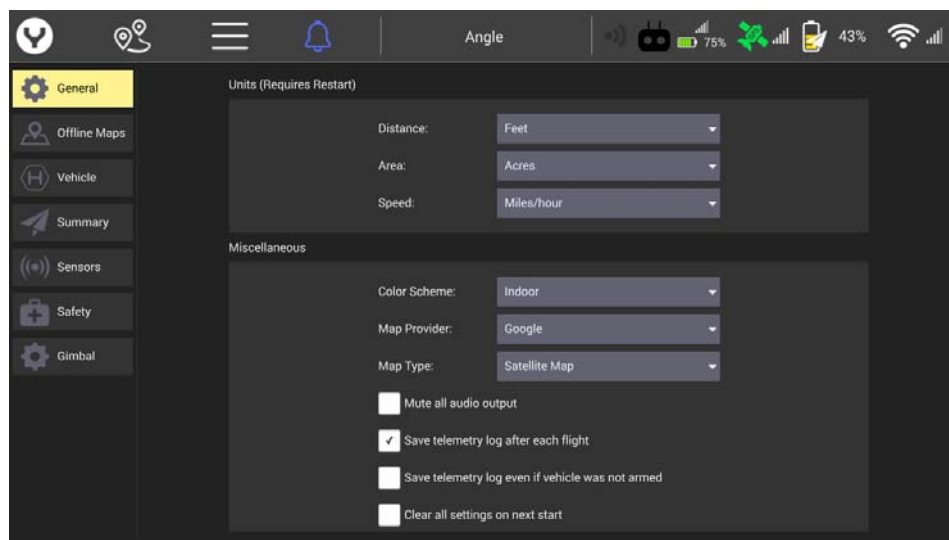 Angle
75%
43%
General
Offline Maps
Vehicle
Summary
Sensors
Safety
Gimbal
Units (Requires Restart)
Distance: Feet
Area: Acres
Speed: Miles/hour
Miscellaneous
Color Scheme: Indoor
Map Provider: Google
Map Type: Satellite Map
Mute all audio output
Save telemetry log after each flight
Save telemetry log even if vehicle was not armed
Clear all settings on next start